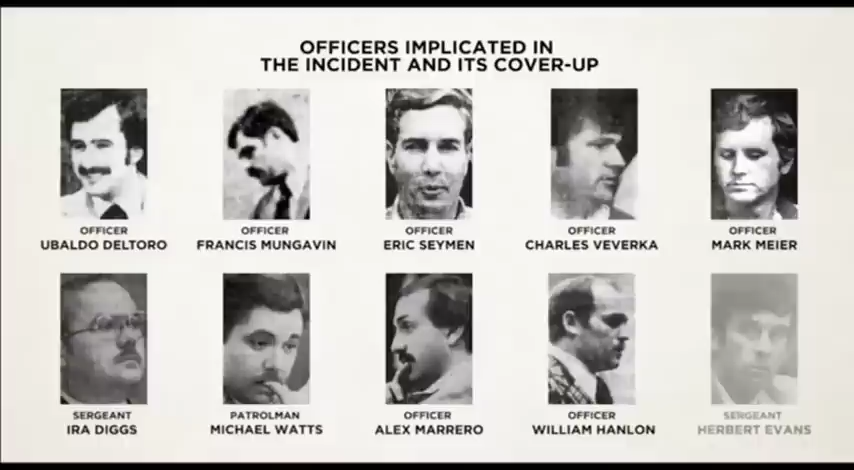 OFFICERS IMPLICATED IN
THE INCIDENT AND ITS COVER-UP
OFFICER
UBALDO DELTORO
OFFICER
FRANCIS MUNGAVIN
OFFICER
ERIC SEYMEN
OFFICER
CHARLES VEVERKA
OFFICER
MARK MEIER
SERGEANT
IRA DIGGS
PATROLMAN
MICHAEL WATTS
OFFICER
ALEX MARRERO
OFFICER
WILLIAM HANLON
SERGEANT
HERBERT EVANS